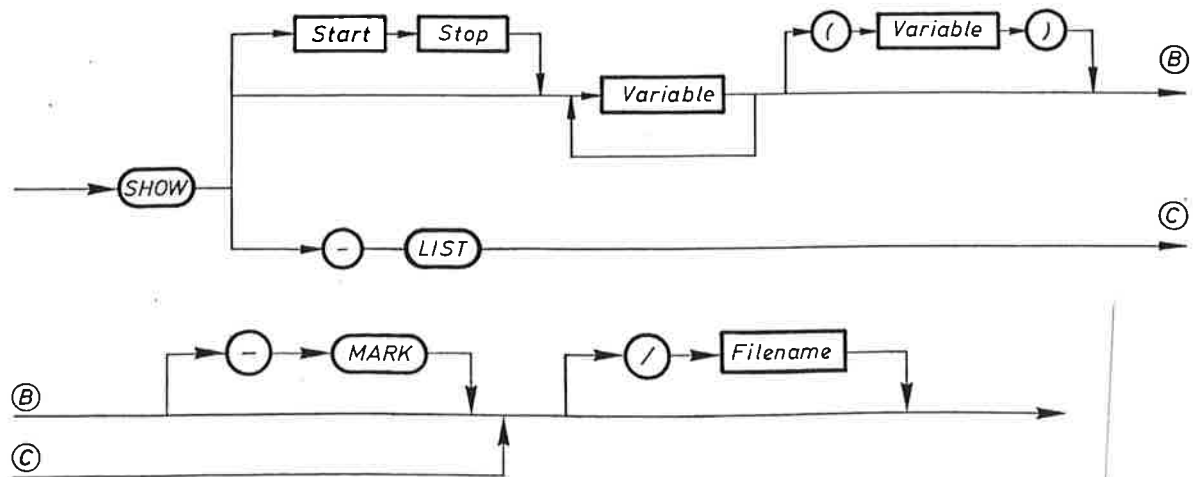 Start Stop ( Variable )
B
Variable
SHOW
C
- LIST
- MARK / Filename
B
C